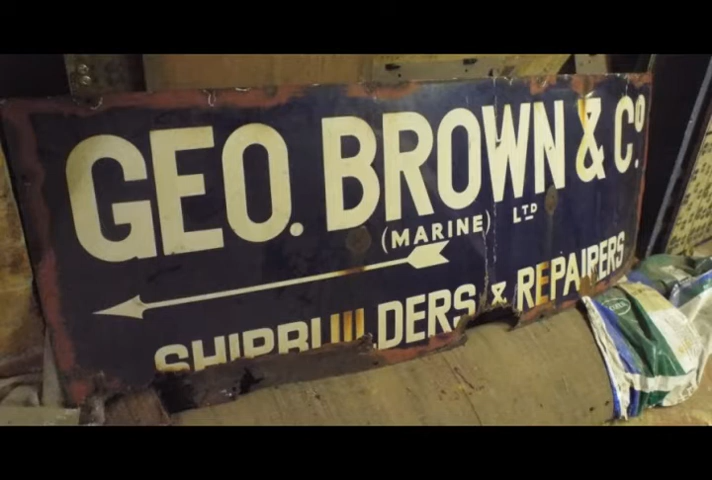 GEO. BROWN & Co.
(MARINE) LTD
SHIPBUILDERS & REPAIRERS